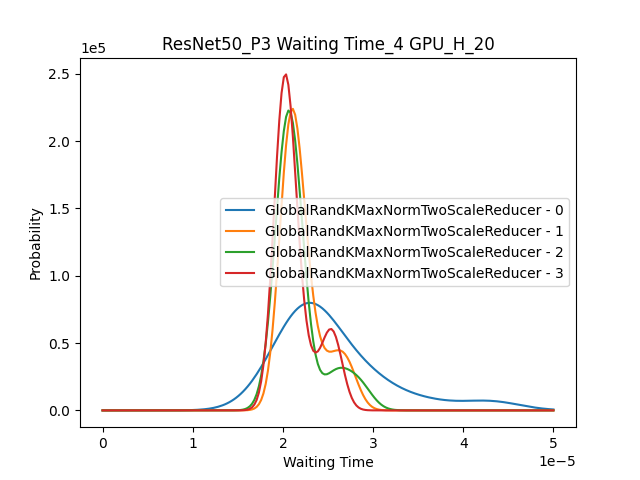 ResNet50_P3 Waiting Time_4 GPU_H_20
1e5
2.5
2.0
1.5
1.0
0.5
0.0
Probability
GlobalRandKMaxNormTwoScaleReducer - 0
GlobalRandKMaxNormTwoScaleReducer - 1
GlobalRandKMaxNormTwoScaleReducer - 2
GlobalRandKMaxNormTwoScaleReducer - 3
0 1 2 3 4 5
Waiting Time
1e−5